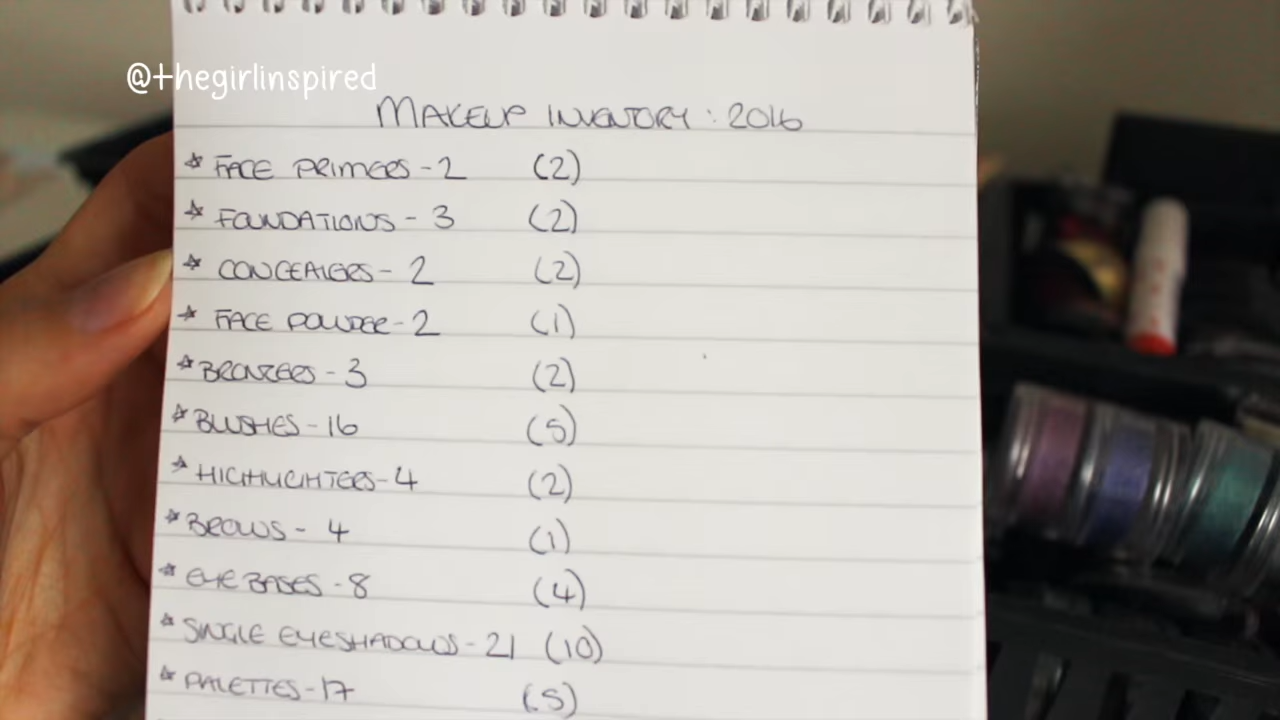 @thegirlinspired
MAKEUP INVENTORY : 2016
☆ FACE PRIMERS - 2 (2)
☆ FOUNDATIONS - 3 (2)
☆ CONCEALERS - 2 (2)
☆ FACE POWDER - 2 (1)
☆ BRONZERS - 3 (2)
☆ BLUSHES - 16 (5)
☆ HIGHLIGHTERS - 4 (2)
☆ BROWS - 4 (1)
☆ EYE BASES - 8 (4)
☆ SINGLE EYESHADOWS - 21 (10)
☆ PALETTES - 17 (5)